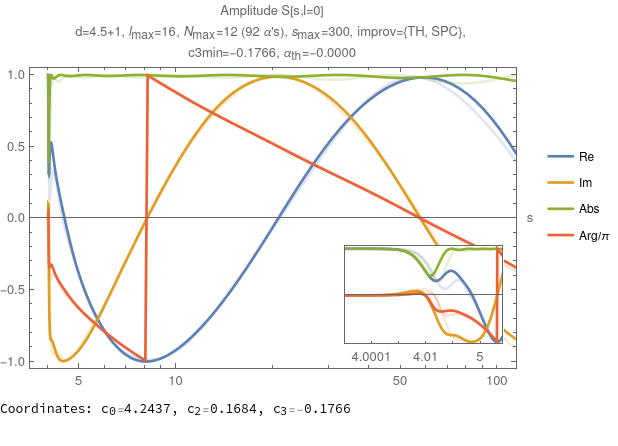 Amplitude S[s,l=0]
d=4.5+1, lmax=16, Nmax=12 (92 α's), smax=300, improv={TH, SPC},
c3min=−0.1766, αth=−0.0000
1.0
0.5
0.0
−0.5
−1.0
s
Re
Im
Abs
Arg/π
4.0001 4.01 5
5 10 50 100
Coordinates: c0=4.2437, c2=0.1684, c3=−0.1766